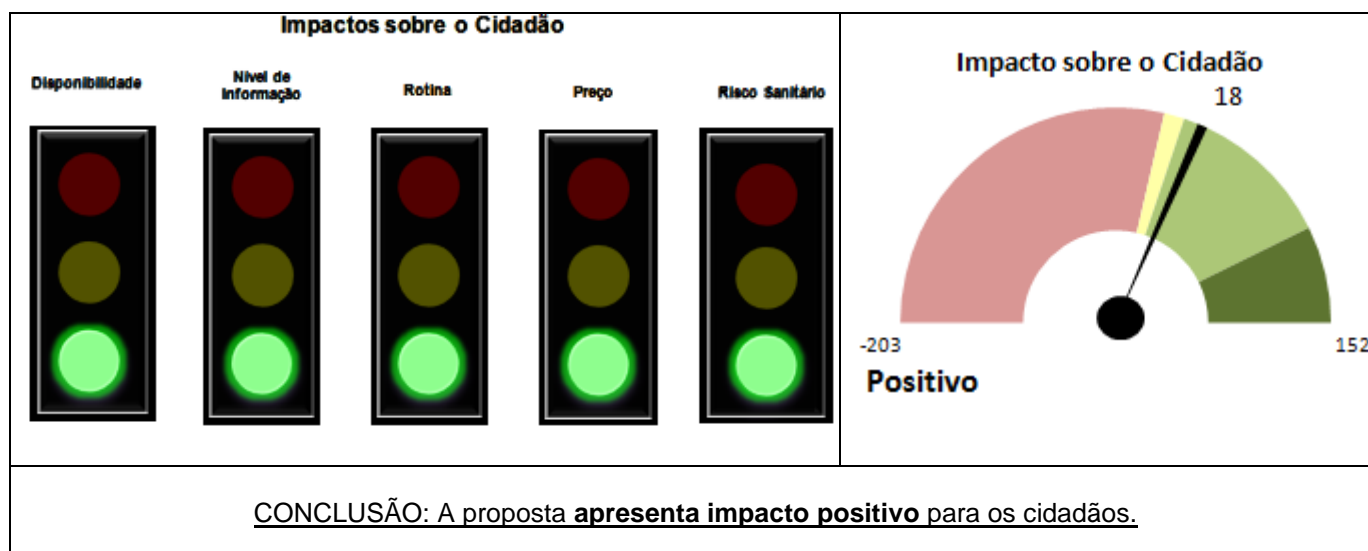 Impactos sobre o Cidadão
Disponibilidade
Nível de
Informação
Rotina
Preço
Risco Sanitário
Impacto sobre o Cidadão
18
-203
152
Positivo
CONCLUSÃO: A proposta apresenta impacto positivo para os cidadãos.